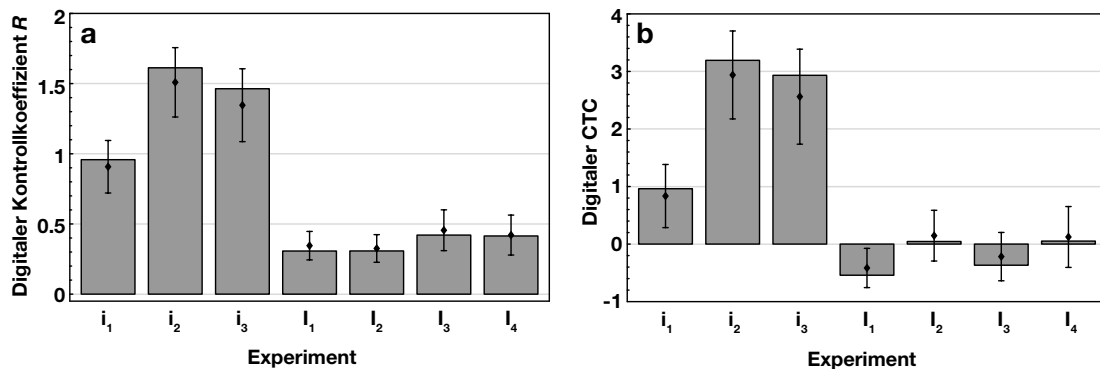 a
Digitaler Kontrollkoeffizient R
2
1.5
1
0.5
0
i₁ i₂ i₃ I₁ I₂ I₃ I₄
Experiment
b
Digitaler CTC
4
3
2
1
0
-1
i₁ i₂ i₃ I₁ I₂ I₃ I₄
Experiment